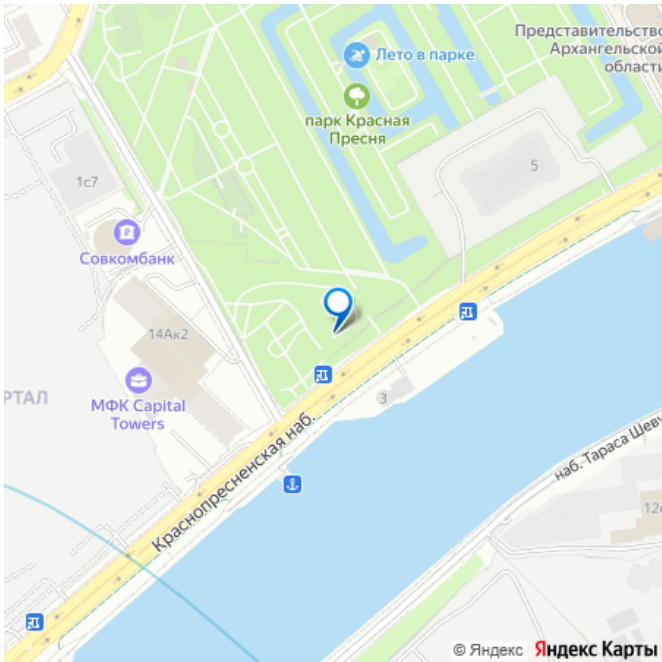 Представительство
Архангельской
области
Лето в парке
парк Красная
Пресня
5
1с7
Совкомбанк
14Ак2
МФК Capital
Towers
РТАЛ
3
Краснопресненская наб.
наб. Тараса Шевч
12с
© Яндекс Яндекс Карты